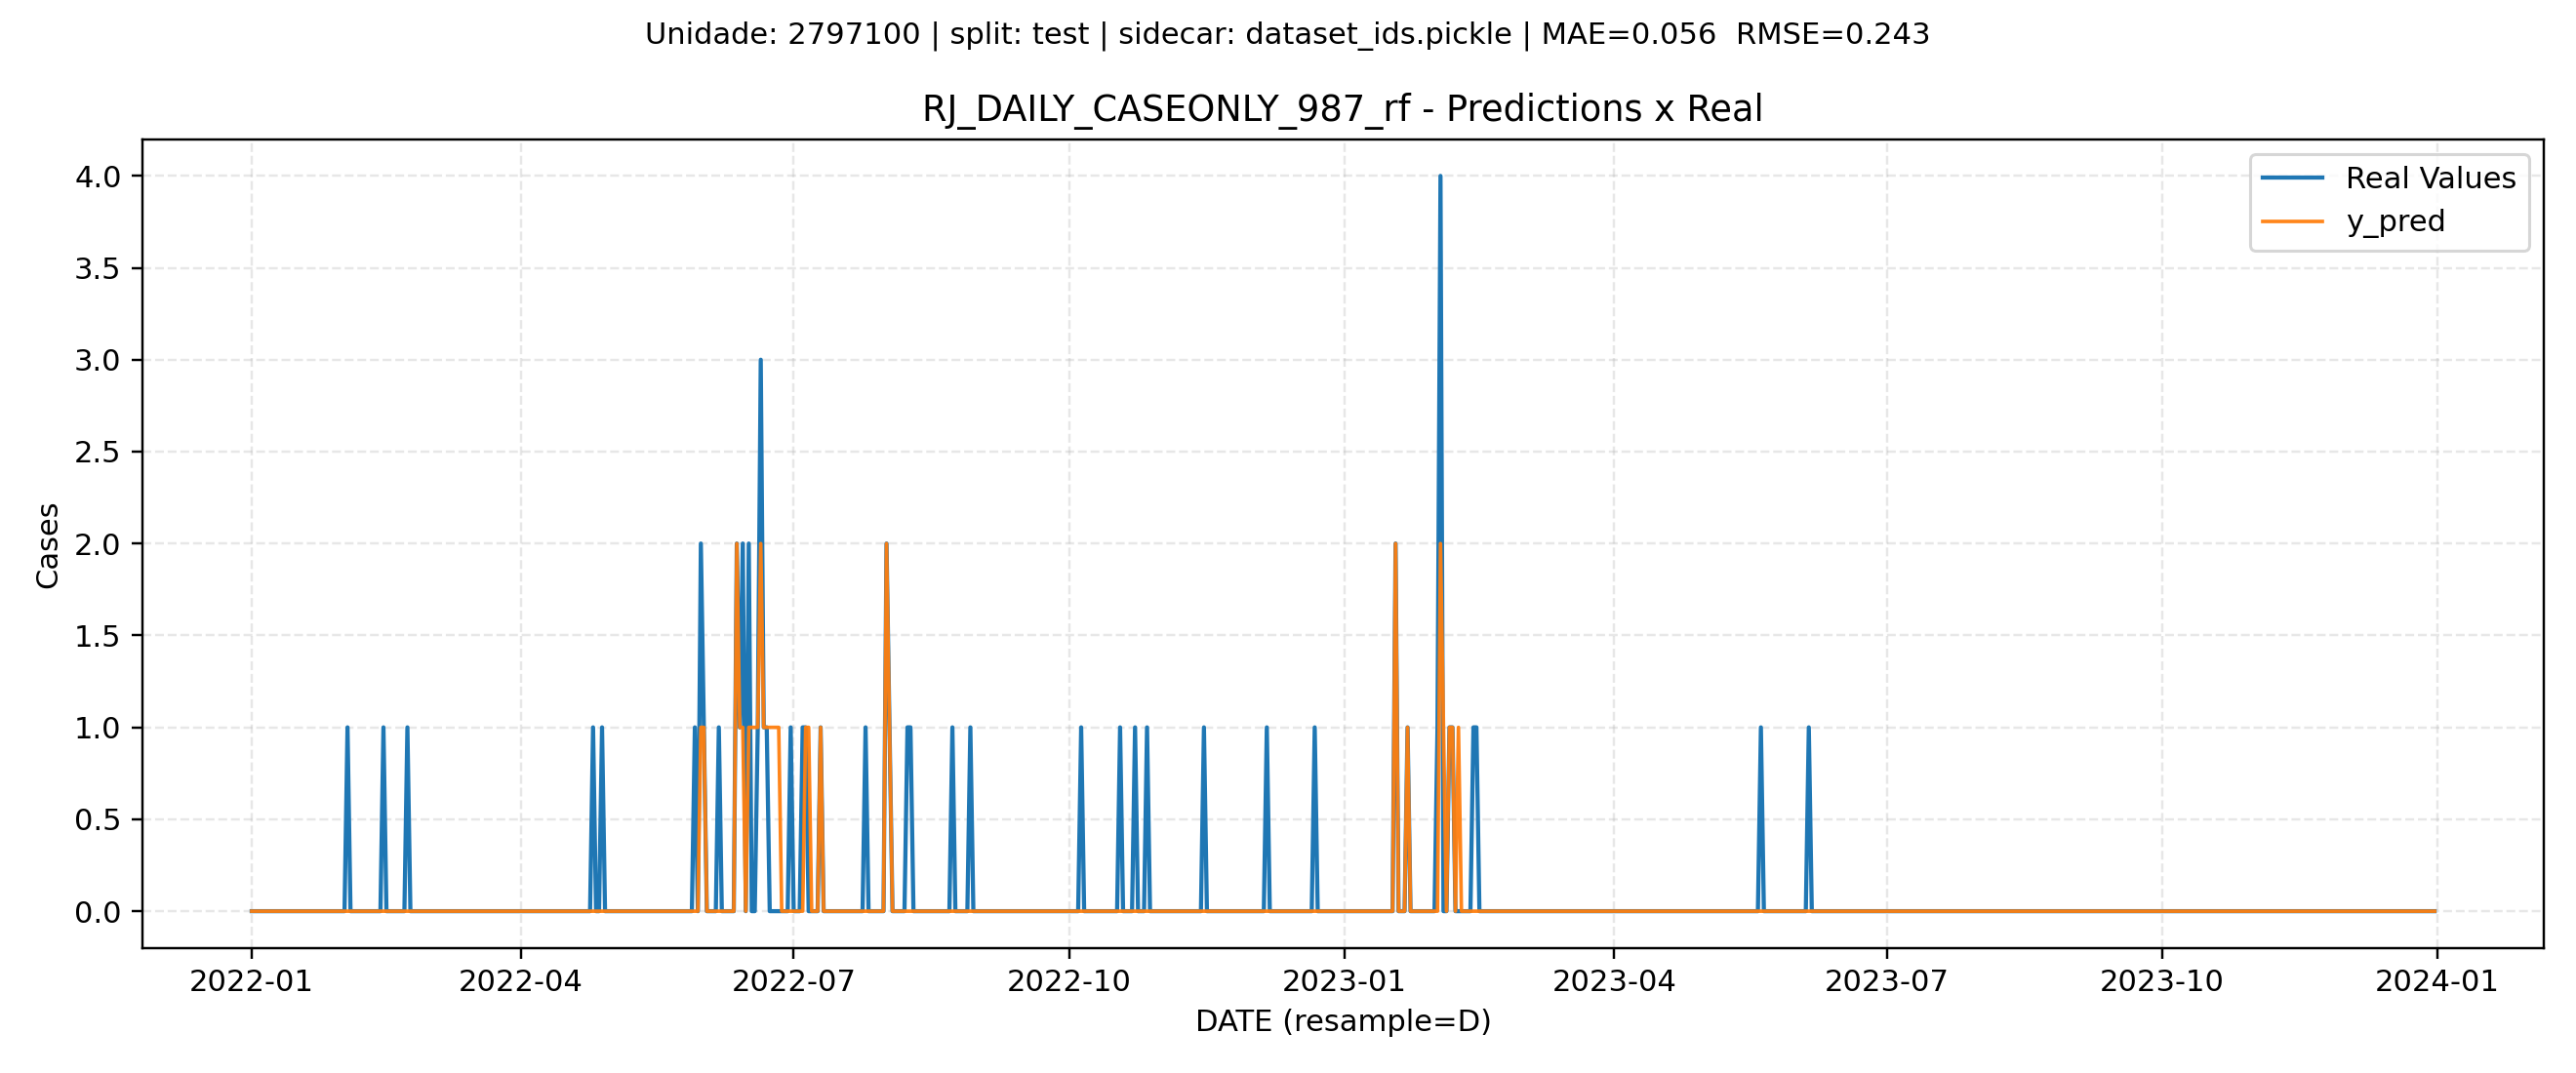 Unidade: 2797100 | split: test | sidecar: dataset_ids.pickle | MAE=0.056  RMSE=0.243
RJ_DAILY_CASEONLY_987_rf - Predictions x Real
Real Values
y_pred
4.0
3.5
3.0
2.5
2.0
1.5
1.0
0.5
0.0
Cases
2022-01 2022-04 2022-07 2022-10 2023-01 2023-04 2023-07 2023-10 2024-01
DATE (resample=D)